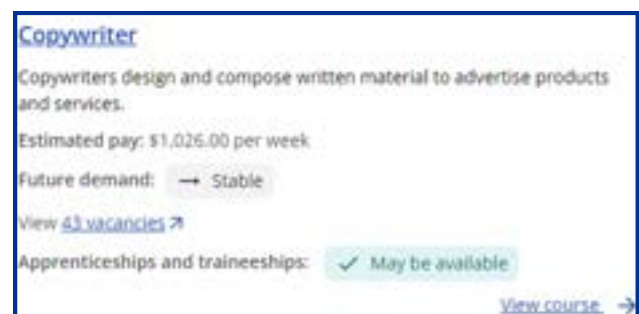 Copywriter
Copywriters design and compose written material to advertise products
and services.
Estimated pay: $1,026.00 per week
Future demand: → Stable
View 43 vacancies ↗
Apprenticeships and traineeships: ✓ May be available
View course →